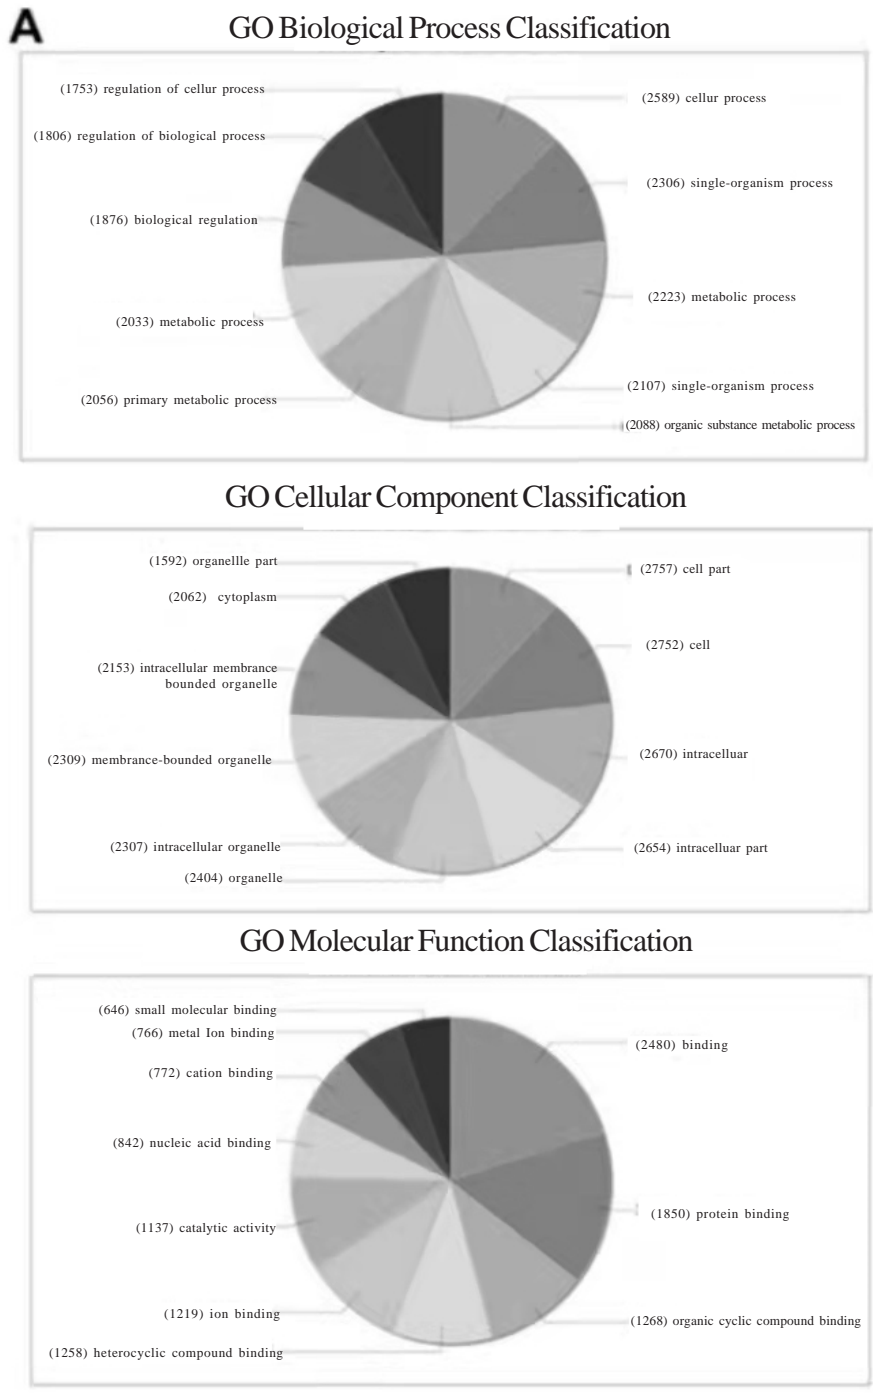 A
GO Biological Process Classification
(1753) regulation of cellur process
(2589) cellur process
(1806) regulation of biological process
(2306) single-organism process
(1876) biological regulation
(2223) metabolic process
(2033) metabolic process
(2107) single-organism process
(2056) primary metabolic process
(2088) organic substance metabolic process
GO Cellular Component Classification
(1592) organellle part
(2757) cell part
(2062) cytoplasm
(2752) cell
(2153) intracellular membrance
bounded organelle
(2670) intracelluar
(2309) membrance-bounded organelle
(2307) intracellular organelle
(2654) intracelluar part
(2404) organelle
GO Molecular Function Classification
(646) small molecular binding
(766) metal Ion binding
(2480) binding
(772) cation binding
(842) nucleic acid binding
(1850) protein binding
(1137) catalytic activity
(1219) ion binding
(1268) organic cyclic compound binding
(1258) heterocyclic compound binding